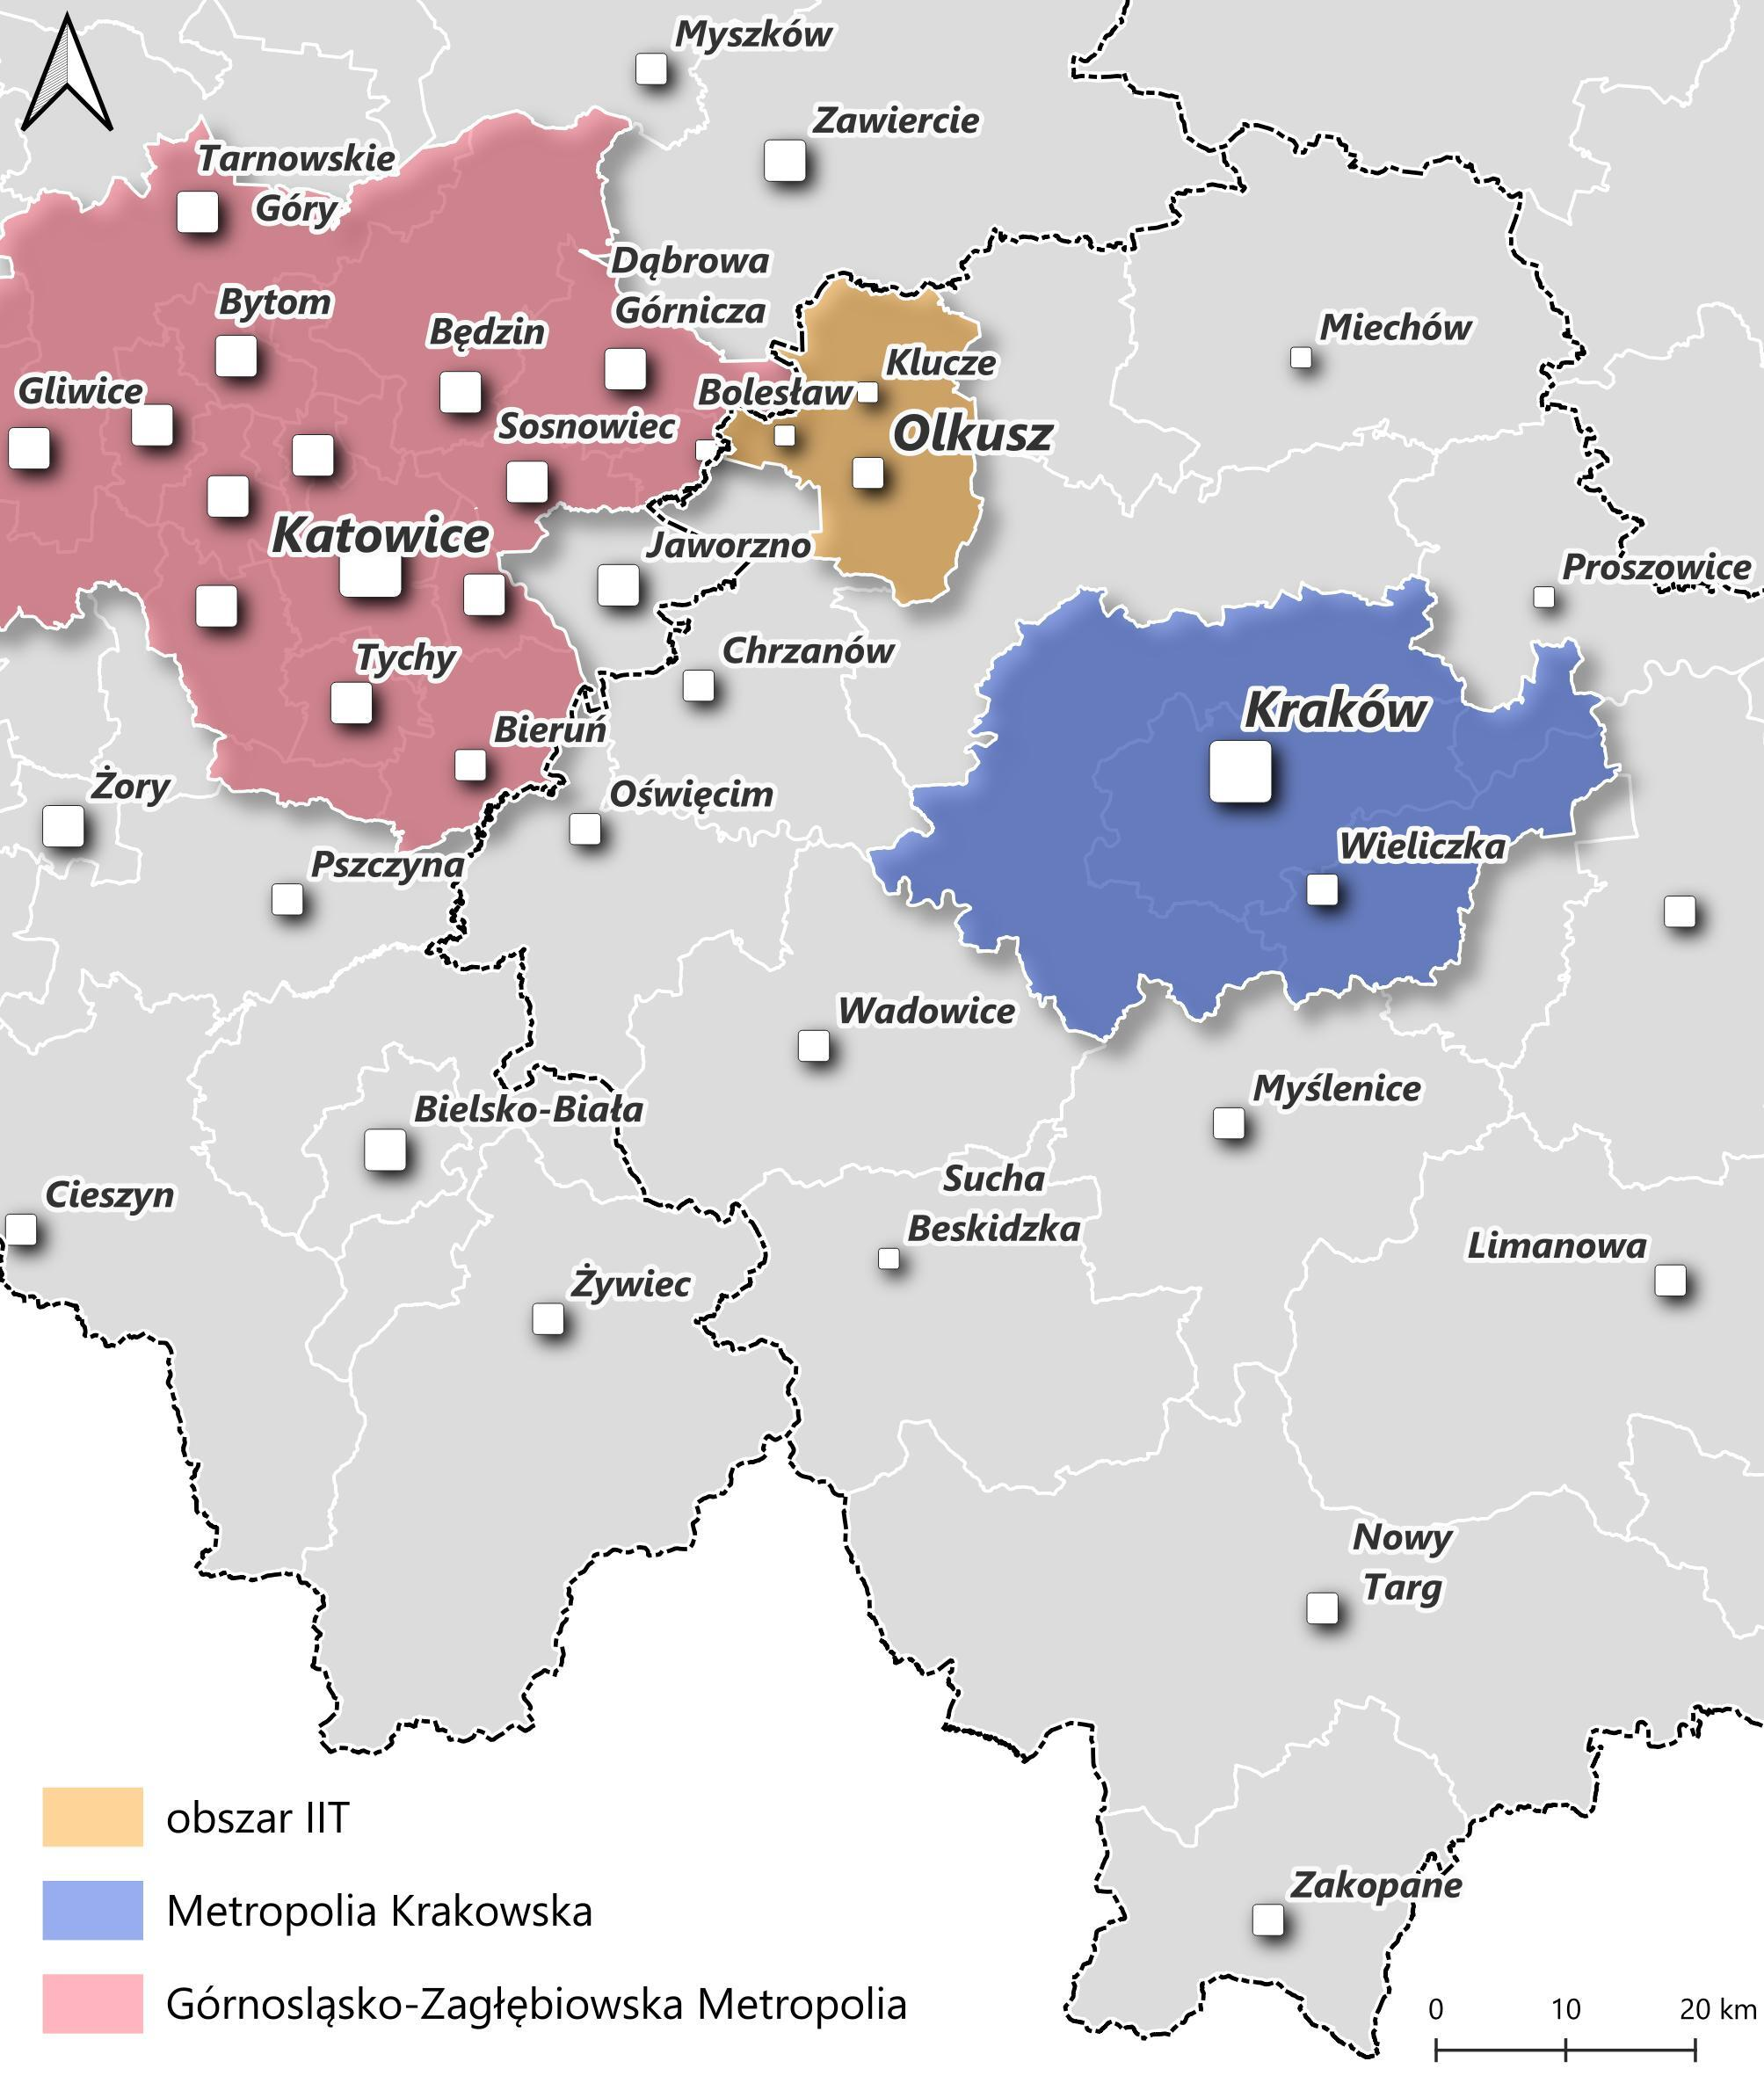 Myszków
Zawiercie
Tarnowskie
Góry
Dąbrowa
Górnicza
Bytom
Będzin
Miechów
Klucze
Gliwice
Bolesław
Sosnowiec
Olkusz
Katowice
Jaworzno
Proszowice
Tychy
Chrzanów
Kraków
Bieruń
Żory
Oświęcim
Wieliczka
Pszczyna
Wadowice
Myślenice
Bielsko-Biała
Sucha
Beskidzka
Cieszyn
Limanowa
Żywiec
Nowy
Targ
Zakopane
obszar IIT
Metropolia Krakowska
Górnosląsko-Zagłębiowska Metropolia
0 10 20 km